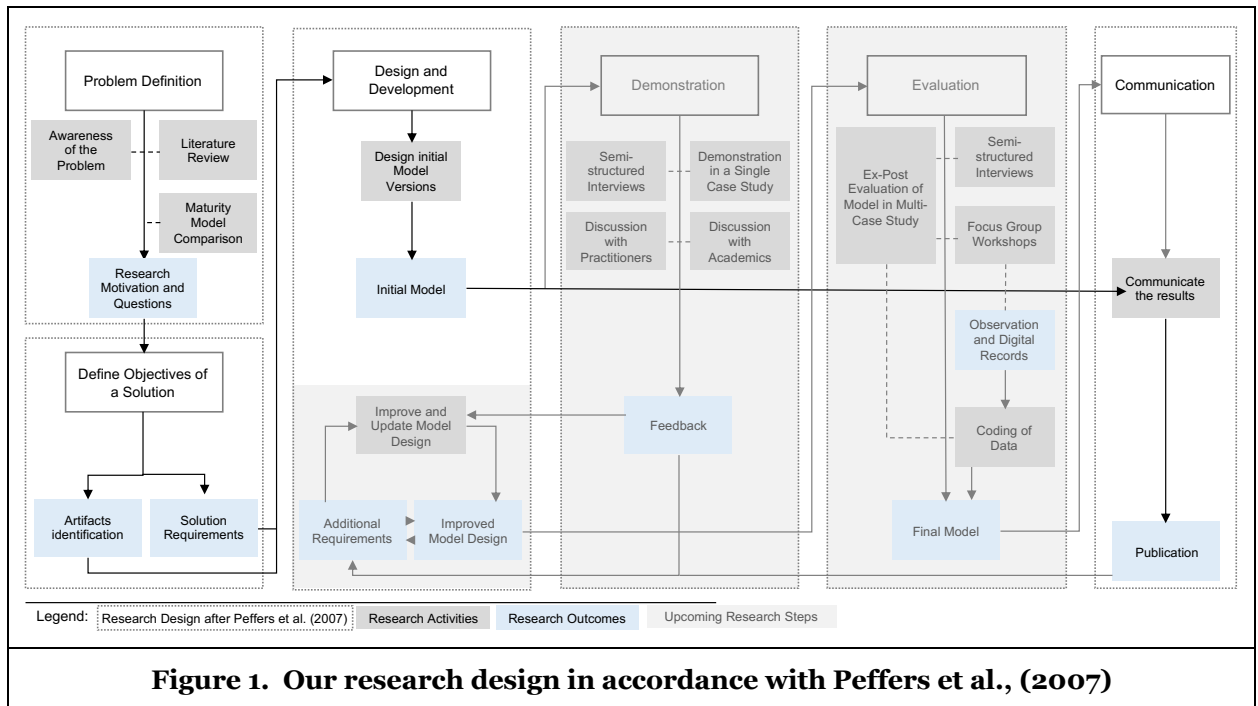 Problem Definition
Awareness
of the
Problem
Literature
Review
Maturity
Model
Comparison
Research
Motivation and
Questions
Define Objectives of
a Solution
Artifacts
identification
Solution
Requirements
Design and
Development
Design initial
Model
Versions
Initial Model
Improve and
Update Model
Design
Additional
Requirements
Improved
Model Design
Demonstration
Semi-
structured
Interviews
Demonstration
in a Single
Case Study
Discussion
with
Practitioners
Discussion
with
Academics
Feedback
Evaluation
Ex-Post
Evaluation of
Model in Multi-
Case Study
Semi-
structured
Interviews
Focus Group
Workshops
Observation
and Digital
Records
Coding of
Data
Final Model
Communication
Communicate
the results
Publication
Legend: Research Design after Peffers et al. (2007) Research Activities Research Outcomes Upcoming Research Steps
Figure 1. Our research design in accordance with Peffers et al., (2007)